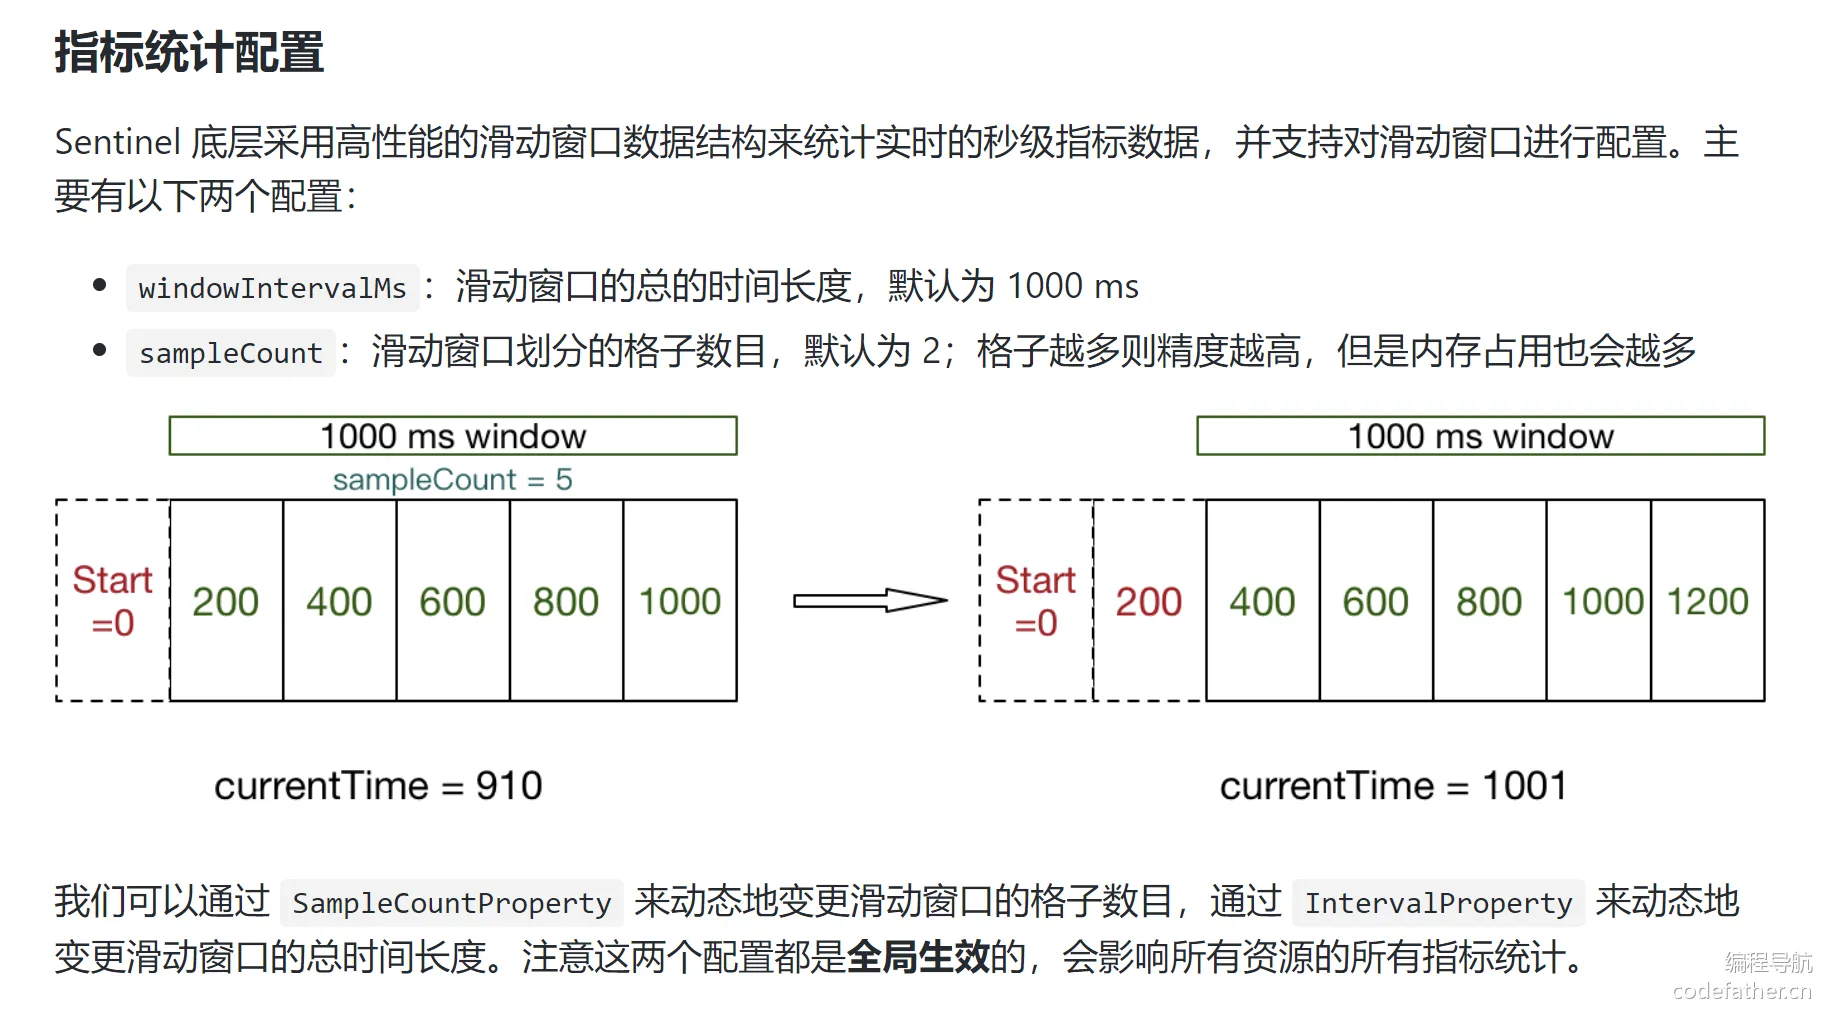 指标统计配置
Sentinel 底层采用高性能的滑动窗口数据结构来统计实时的秒级指标数据，并支持对滑动窗口进行配置。主
要有以下两个配置：
windowIntervalMs：滑动窗口的总的时间长度，默认为 1000 ms
sampleCount：滑动窗口划分的格子数目，默认为 2；格子越多则精度越高，但是内存占用也会越多
1000 ms window
sampleCount = 5
Start
=0
200
400
600
800
1000
currentTime = 910
1000 ms window
Start
=0
200
400
600
800
1000
1200
currentTime = 1001
我们可以通过 SampleCountProperty 来动态地变更滑动窗口的格子数目，通过 IntervalProperty 来动态地
变更滑动窗口的总时间长度。注意这两个配置都是全局生效的，会影响所有资源的所有指标统计。
编程导航
codefather.cn